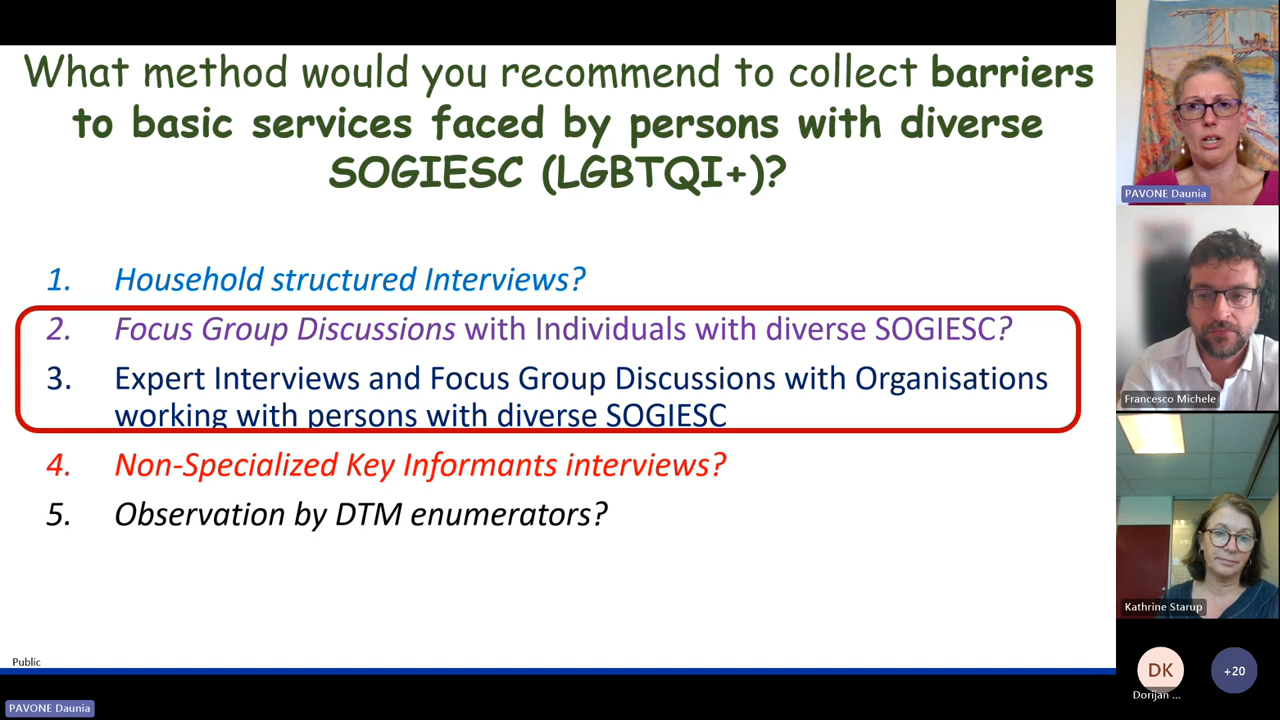 What method would you recommend to collect barriers
to basic services faced by persons with diverse
SOGIESC (LGBTQI+)?
1. Household structured Interviews?
2. Focus Group Discussions with Individuals with diverse SOGIESC?
3. Expert Interviews and Focus Group Discussions with Organisations
working with persons with diverse SOGIESC
4. Non-Specialized Key Informants interviews?
5. Observation by DTM enumerators?
Public
PAVONE Daunia
PAVONE Daunia
Francesco Michele
Kathrine Starup
DK
Dorijan ...
+20